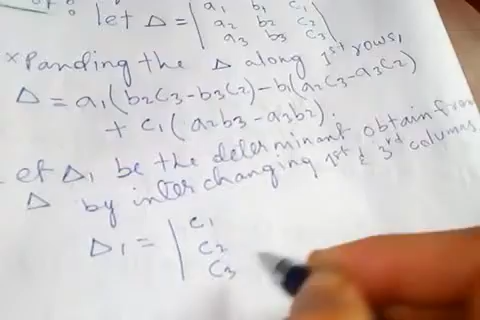 let Δ = | a1 b1 c1 |
| a2 b2 c2 |
| a3 b3 c3 |
xpanding the Δ along 1st rows,
Δ = a1(b2c3-b3c2)-b1(a2c3-a3c2)
+ c1(a2b3-a3b2).
et Δ1 be the determinant obtain from
Δ by interchanging 1st & 3rd columns
Δ1 = | c1
c2
c3